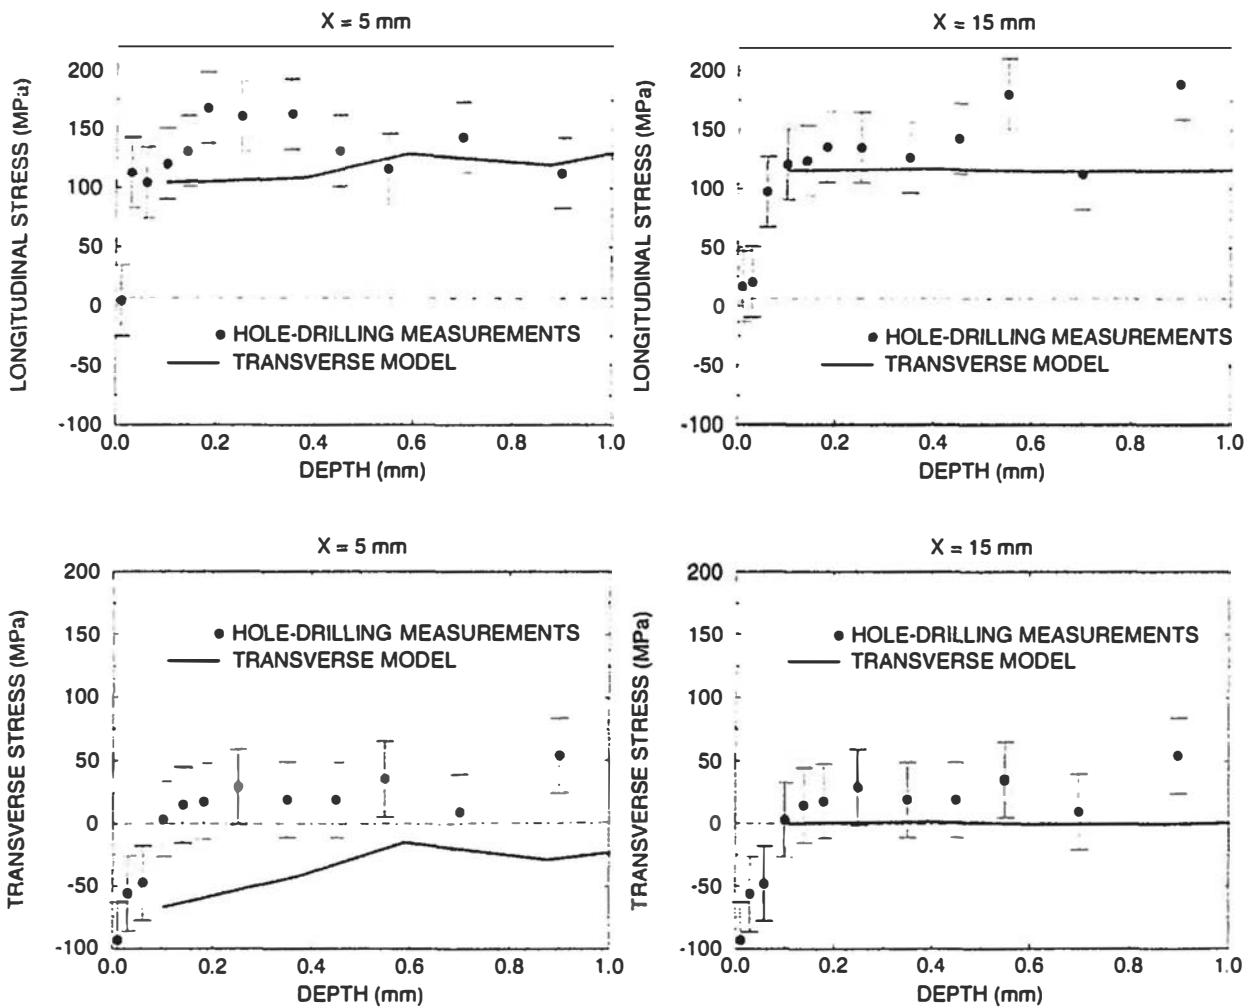 X = 5 mm
LONGITUDINAL STRESS (MPa)
200
150
100
50
0
-50
-100
● HOLE-DRILLING MEASUREMENTS
— TRANSVERSE MODEL
0.0 0.2 0.4 0.6 0.8 1.0
DEPTH (mm)
X = 15 mm
LONGITUDINAL STRESS (MPa)
200
150
100
50
0
-50
-100
● HOLE-DRILLING MEASUREMENTS
— TRANSVERSE MODEL
0.0 0.2 0.4 0.6 0.8 1.0
DEPTH (mm)
X = 5 mm
TRANSVERSE STRESS (MPa)
200
150
100
50
0
-50
-100
● HOLE-DRILLING MEASUREMENTS
— TRANSVERSE MODEL
0.0 0.2 0.4 0.6 0.8 1.0
DEPTH (mm)
X = 15 mm
TRANSVERSE STRESS (MPa)
200
150
100
50
0
-50
-100
● HOLE-DRILLING MEASUREMENTS
— TRANSVERSE MODEL
0.0 0.2 0.4 0.6 0.8 1.0
DEPTH (mm)